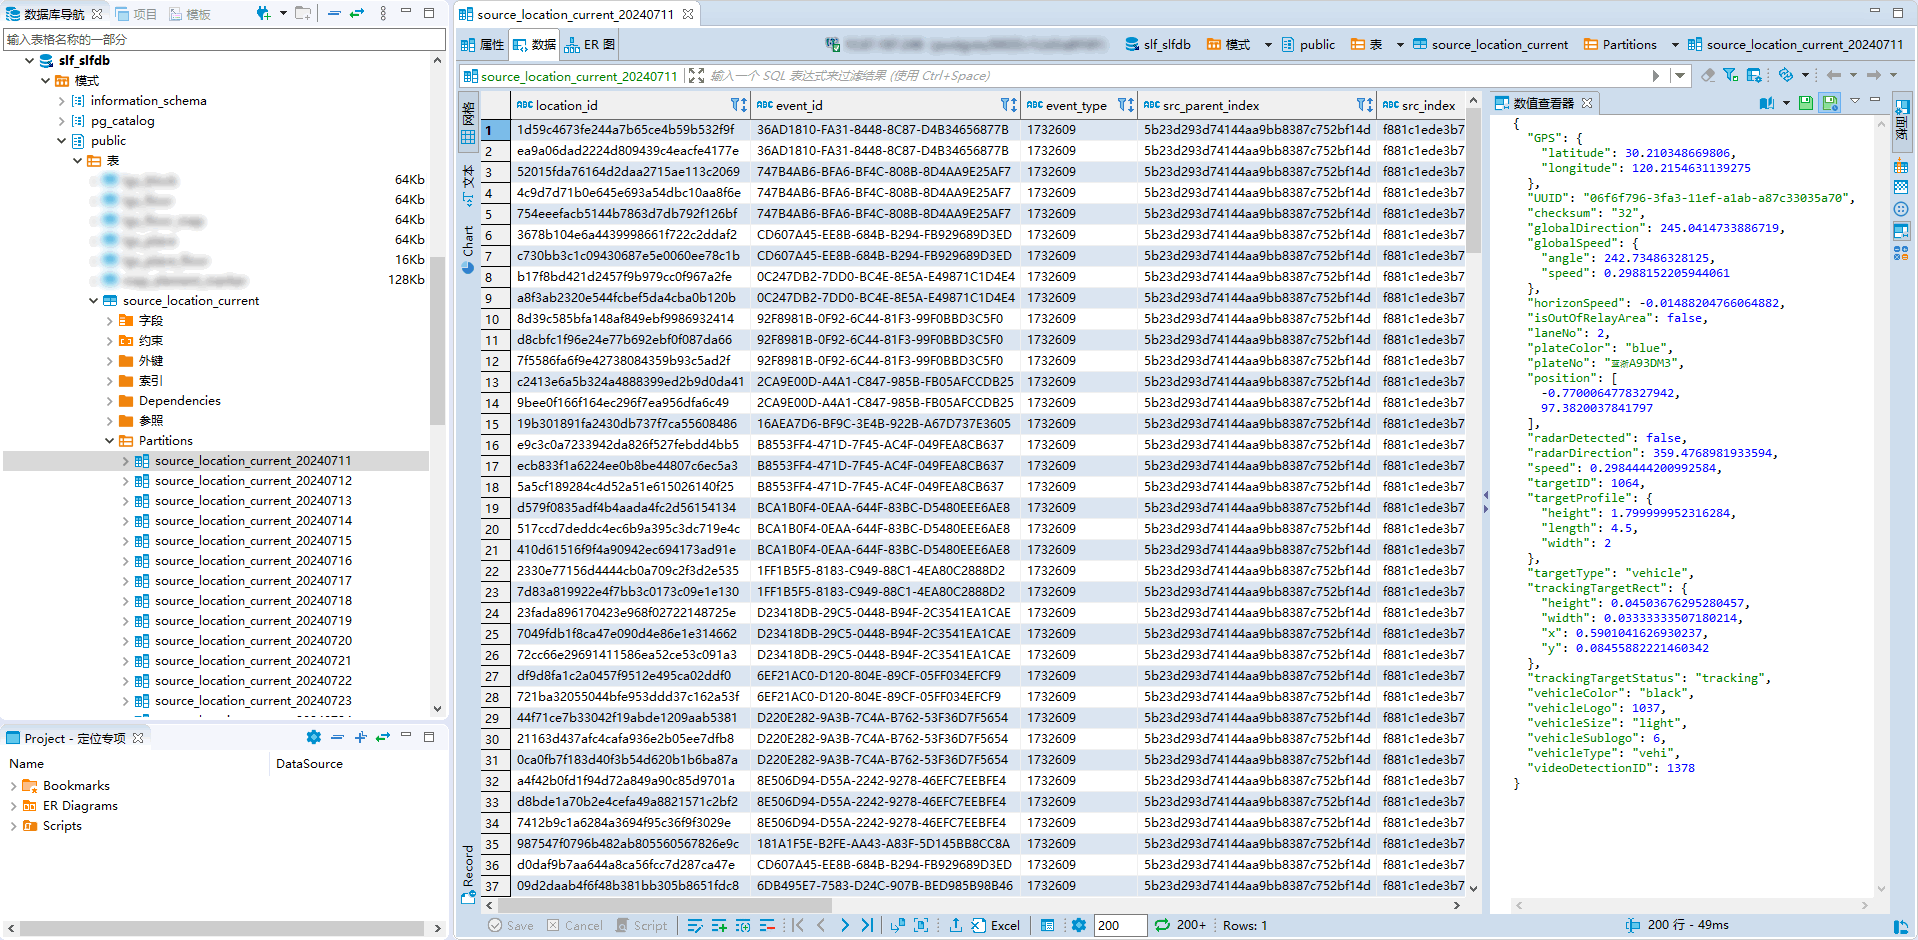 数据库导航
项目
模板
输入表格名称的一部分
slf_slfdb
模式
information_schema
pg_catalog
public
表
64Kb
64Kb
64Kb
64Kb
16Kb
128Kb
source_location_current
字段
约束
外键
索引
Dependencies
参照
Partitions
source_location_current_20240711
source_location_current_20240712
source_location_current_20240713
source_location_current_20240714
source_location_current_20240715
source_location_current_20240716
source_location_current_20240717
source_location_current_20240718
source_location_current_20240719
source_location_current_20240720
source_location_current_20240721
source_location_current_20240722
source_location_current_20240723
Project - 定位专项
Name DataSource
Bookmarks
ER Diagrams
Scripts
source_location_current_20240711
属性 数据 ER 图
slf_slfdb 模式 public 表 source_location_current Partitions source_location_current_20240711
source_location_current_20240711 输入一个 SQL 表达式来过滤结果 (使用 Ctrl+Space)
网格
文本
Chart
Record
ABC location_id ABC event_id ABC event_type ABC src_parent_index ABC src_index
1 1d59c4673fe244a7b65ce4b59b532f9f 36AD1810-FA31-8448-8C87-D4B34656877B 1732609 5b23d293d74144aa9bb8387c752bf14d f881c1ede3b7
2 ea9a06dad2224d809439c4eacfe4177e 36AD1810-FA31-8448-8C87-D4B34656877B 1732609 5b23d293d74144aa9bb8387c752bf14d f881c1ede3b7
3 52015fda76164d2daa2715ae113c2069 747B4AB6-BFA6-BF4C-808B-8D4AA9E25AF7 1732609 5b23d293d74144aa9bb8387c752bf14d f881c1ede3b7
4 4c9d7d71b0e645e693a54dbc10aa8f6e 747B4AB6-BFA6-BF4C-808B-8D4AA9E25AF7 1732609 5b23d293d74144aa9bb8387c752bf14d f881c1ede3b7
5 754eeefacb5144b7863d7db792f126bf 747B4AB6-BFA6-BF4C-808B-8D4AA9E25AF7 1732609 5b23d293d74144aa9bb8387c752bf14d f881c1ede3b7
6 3678b104e6a4439998661f722c2ddaf2 CD607A45-EE8B-684B-B294-FB929689D3ED 1732609 5b23d293d74144aa9bb8387c752bf14d f881c1ede3b7
7 c730bb3c1c09430687e5e0060ee78c1b CD607A45-EE8B-684B-B294-FB929689D3ED 1732609 5b23d293d74144aa9bb8387c752bf14d f881c1ede3b7
8 b17f8bd421d2457f9b979cc0f967a2fe 0C247DB2-7DD0-BC4E-8E5A-E49871C1D4E4 1732609 5b23d293d74144aa9bb8387c752bf14d f881c1ede3b7
9 a8f3ab2320e544fcbef5da4cba0b120b 0C247DB2-7DD0-BC4E-8E5A-E49871C1D4E4 1732609 5b23d293d74144aa9bb8387c752bf14d f881c1ede3b7
10 8d39c585bfa148af849ebf9986932414 92F8981B-0F92-6C44-81F3-99F0BBD3C5F0 1732609 5b23d293d74144aa9bb8387c752bf14d f881c1ede3b7
11 d8cbfc1f96e24e77b692ebf0f087da66 92F8981B-0F92-6C44-81F3-99F0BBD3C5F0 1732609 5b23d293d74144aa9bb8387c752bf14d f881c1ede3b7
12 7f5586fa6f9e42738084359b93c5ad2f 92F8981B-0F92-6C44-81F3-99F0BBD3C5F0 1732609 5b23d293d74144aa9bb8387c752bf14d f881c1ede3b7
13 c2413e6a5b324a4888399ed2b9d0da41 2CA9E00D-A4A1-C847-985B-FB05AFCCDB25 1732609 5b23d293d74144aa9bb8387c752bf14d f881c1ede3b7
14 9bee0f166f164ec296f7ea956dfa6c49 2CA9E00D-A4A1-C847-985B-FB05AFCCDB25 1732609 5b23d293d74144aa9bb8387c752bf14d f881c1ede3b7
15 19b301891fa2430db737f7ca55608486 16AEA7D6-BF9C-3E4B-922B-A67D737E3605 1732609 5b23d293d74144aa9bb8387c752bf14d f881c1ede3b7
16 e9c3c0a7233942da826f527febdd4bb5 B8553FF4-471D-7F45-AC4F-049FEA8CB637 1732609 5b23d293d74144aa9bb8387c752bf14d f881c1ede3b7
17 ecb833f1a6224ee0b8be44807c6ec5a3 B8553FF4-471D-7F45-AC4F-049FEA8CB637 1732609 5b23d293d74144aa9bb8387c752bf14d f881c1ede3b7
18 5a5cf189284c4d52a51e615026140f25 B8553FF4-471D-7F45-AC4F-049FEA8CB637 1732609 5b23d293d74144aa9bb8387c752bf14d f881c1ede3b7
19 d579f0835adf4b4aada4fc2d56154134 BCA1B0F4-0EAA-644F-83BC-D5480EEE6AE8 1732609 5b23d293d74144aa9bb8387c752bf14d f881c1ede3b7
20 517ccd7deddc4ec6b9a395c3dc719e4c BCA1B0F4-0EAA-644F-83BC-D5480EEE6AE8 1732609 5b23d293d74144aa9bb8387c752bf14d f881c1ede3b7
21 410d61516f9f4a90942ec694173ad91e BCA1B0F4-0EAA-644F-83BC-D5480EEE6AE8 1732609 5b23d293d74144aa9bb8387c752bf14d f881c1ede3b7
22 2330e77156d4444cb0a709c2f3d2e535 1FF1B5F5-8183-C949-88C1-4EA80C2888D2 1732609 5b23d293d74144aa9bb8387c752bf14d f881c1ede3b7
23 7d83a819922e4f7bb3c0173c09e1e130 1FF1B5F5-8183-C949-88C1-4EA80C2888D2 1732609 5b23d293d74144aa9bb8387c752bf14d f881c1ede3b7
24 23fada896170423e968f02722148725e D23418DB-29C5-0448-B94F-2C3541EA1CAE 1732609 5b23d293d74144aa9bb8387c752bf14d f881c1ede3b7
25 7049fdb1f8ca47e090d4e86e1e314662 D23418DB-29C5-0448-B94F-2C3541EA1CAE 1732609 5b23d293d74144aa9bb8387c752bf14d f881c1ede3b7
26 72cc66e29691411586ea52ce53c091a3 D23418DB-29C5-0448-B94F-2C3541EA1CAE 1732609 5b23d293d74144aa9bb8387c752bf14d f881c1ede3b7
27 df9d8fa1c2a0457f9512e495ca02ddf0 6EF21AC0-D120-804E-89CF-05FF034EFCF9 1732609 5b23d293d74144aa9bb8387c752bf14d f881c1ede3b7
28 721ba32055044bfe953ddd37c162a53f 6EF21AC0-D120-804E-89CF-05FF034EFCF9 1732609 5b23d293d74144aa9bb8387c752bf14d f881c1ede3b7
29 44f71ce7b33042f19abde1209aab5381 D220E282-9A3B-7C4A-B762-53F36D7F5654 1732609 5b23d293d74144aa9bb8387c752bf14d f881c1ede3b7
30 21163d437afc4cafa936e2b05ee7dfb8 D220E282-9A3B-7C4A-B762-53F36D7F5654 1732609 5b23d293d74144aa9bb8387c752bf14d f881c1ede3b7
31 0ca0fb7f183d40f3b54d620b1b6ba87a D220E282-9A3B-7C4A-B762-53F36D7F5654 1732609 5b23d293d74144aa9bb8387c752bf14d f881c1ede3b7
32 a4f42b0fd1f94d72a849a90c85d9701a 8E506D94-D55A-2242-9278-46EFC7EEBFE4 1732609 5b23d293d74144aa9bb8387c752bf14d f881c1ede3b7
33 d8bde1a70b2e4cefa49a8821571c2bf2 8E506D94-D55A-2242-9278-46EFC7EEBFE4 1732609 5b23d293d74144aa9bb8387c752bf14d f881c1ede3b7
34 7412b9c1a6284a3694f95c36f9f3029e 8E506D94-D55A-2242-9278-46EFC7EEBFE4 1732609 5b23d293d74144aa9bb8387c752bf14d f881c1ede3b7
35 987547f0796b482ab805560567826e9c 181A1F5E-B2FE-AA43-A83F-5D145BB8CC8A 1732609 5b23d293d74144aa9bb8387c752bf14d f881c1ede3b7
36 d0daf9b7aa644a8ca56fcc7d287ca47e CD607A45-EE8B-684B-B294-FB929689D3ED 1732609 5b23d293d74144aa9bb8387c752bf14d f881c1ede3b7
37 09d2daab4f6f48b381bb305b8651fdc8 6DB495E7-7583-D24C-907B-BED985B98B46 1732609 5b23d293d74144aa9bb8387c752bf14d f881c1ede3b7
Save Cancel Script Excel 200 200+ Rows: 1
数值查看器
面板
{
"GPS": {
"latitude": 30.210348669806,
"longitude": 120.2154631139275
},
"UUID": "06f6f796-3fa3-11ef-a1ab-a87c33035a70",
"checksum": "32",
"globalDirection": 245.0414733886719,
"globalSpeed": {
"angle": 242.73486328125,
"speed": 0.2988152205944061
},
"horizonSpeed": -0.01488204766064882,
"isOutOfRelayArea": false,
"laneNo": 2,
"plateColor": "blue",
"plateNo": "蓝浙A93DM3",
"position": [
-0.7700064778327942,
97.3820037841797
],
"radarDetected": false,
"radarDirection": 359.4768981933594,
"speed": 0.2984444200992584,
"targetID": 1064,
"targetProfile": {
"height": 1.799999952316284,
"length": 4.5,
"width": 2
},
"targetType": "vehicle",
"trackingTargetRect": {
"height": 0.04503676295280457,
"width": 0.03333333507180214,
"x": 0.5901041626930237,
"y": 0.08455882221460342
},
"trackingTargetStatus": "tracking",
"vehicleColor": "black",
"vehicleLogo": 1037,
"vehicleSize": "light",
"vehicleSublogo": 6,
"vehicleType": "vehi",
"videoDetectionID": 1378
}
200 行 - 49ms